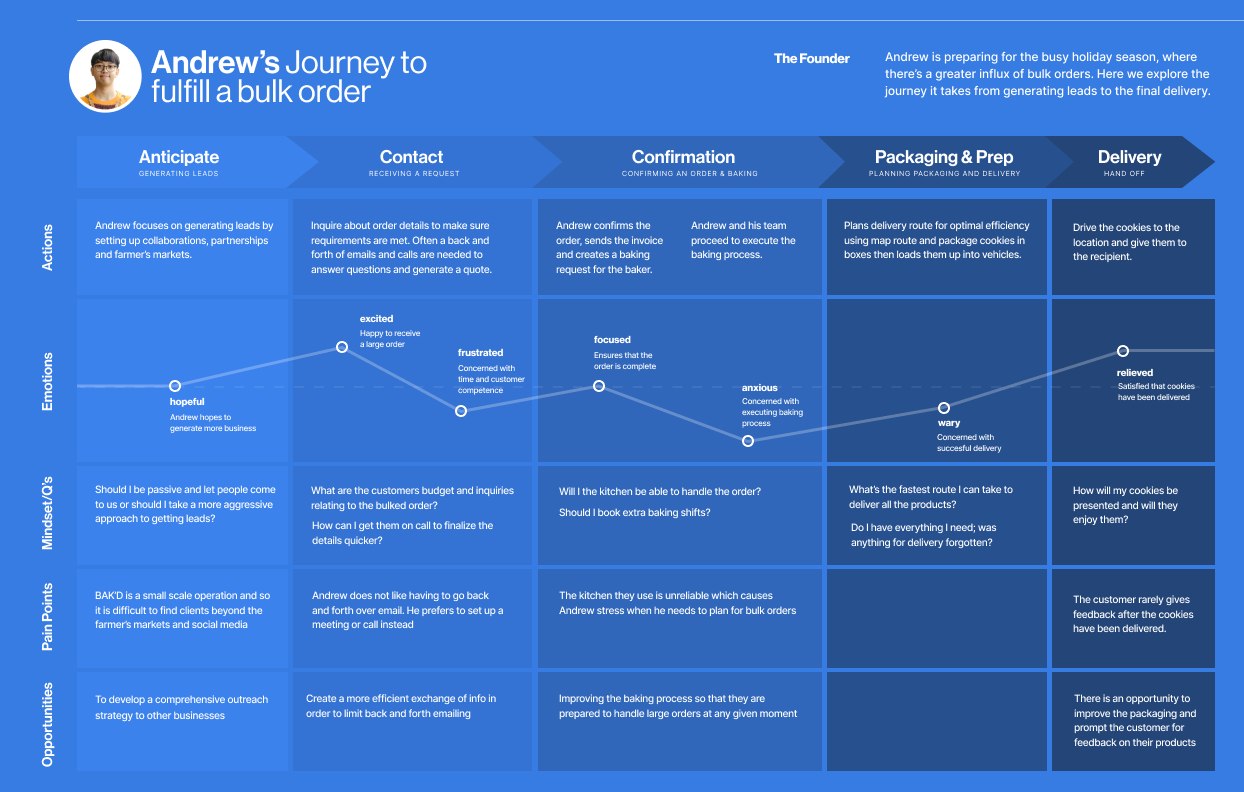 Andrew's Journey to
fulfill a bulk order
The Founder
Andrew is preparing for the busy holiday season, where
there's a greater influx of bulk orders. Here we explore the
journey it takes from generating leads to the final delivery.
Anticipate
GENERATING LEADS
Contact
RECEIVING A REQUEST
Confirmation
CONFIRMING AN ORDER & BAKING
Packaging & Prep
PLANNING PACKAGING AND DELIVERY
Delivery
HAND OFF
Actions
Andrew focuses on generating leads by
setting up collaborations, partnerships
and farmer's markets.
Inquire about order details to make sure
requirements are met. Often a back and
forth of emails and calls are needed to
answer questions and generate a quote.
Andrew confirms the
order, sends the invoice
and creates a baking
request for the baker.
Andrew and his team
proceed to execute the
baking process.
Plans delivery route for optimal efficiency
using map route and package cookies in
boxes then loads them up into vehicles.
Drive the cookies to the
location and give them to
the recipient.
Emotions
hopeful
Andrew hopes to
generate more business
excited
Happy to receive
a large order
frustrated
Concerned with
time and customer
competence
focused
Ensures that the
order is complete
anxious
Concerned with
executing baking
process
wary
Concerned with
succesful delivery
relieved
Satisfied that cookies
have been delivered
Mindset/Q's
Should I be passive and let people come
to us or should I take a more aggressive
approach to getting leads?
What are the customers budget and inquiries
relating to the bulked order?
How can I get them on call to finalize the
details quicker?
Will I the kitchen be able to handle the order?
Should I book extra baking shifts?
What's the fastest route I can take to
deliver all the products?
Do I have everything I need; was
anything for delivery forgotten?
How will my cookies be
presented and will they
enjoy them?
Pain Points
BAK'D is a small scale operation and so
it is difficult to find clients beyond the
farmer's markets and social media
Andrew does not like having to go back
and forth over email. He prefers to set up a
meeting or call instead
The kitchen they use is unreliable which causes
Andrew stress when he needs to plan for bulk orders
The customer rarely gives
feedback after the cookies
have been delivered.
Opportunities
To develop a comprehensive outreach
strategy to other businesses
Create a more efficient exchange of info in
order to limit back and forth emailing
Improving the baking process so that they are
prepared to handle large orders at any given moment
There is an opportunity to
improve the packaging and
prompt the customer for
feedback on their products